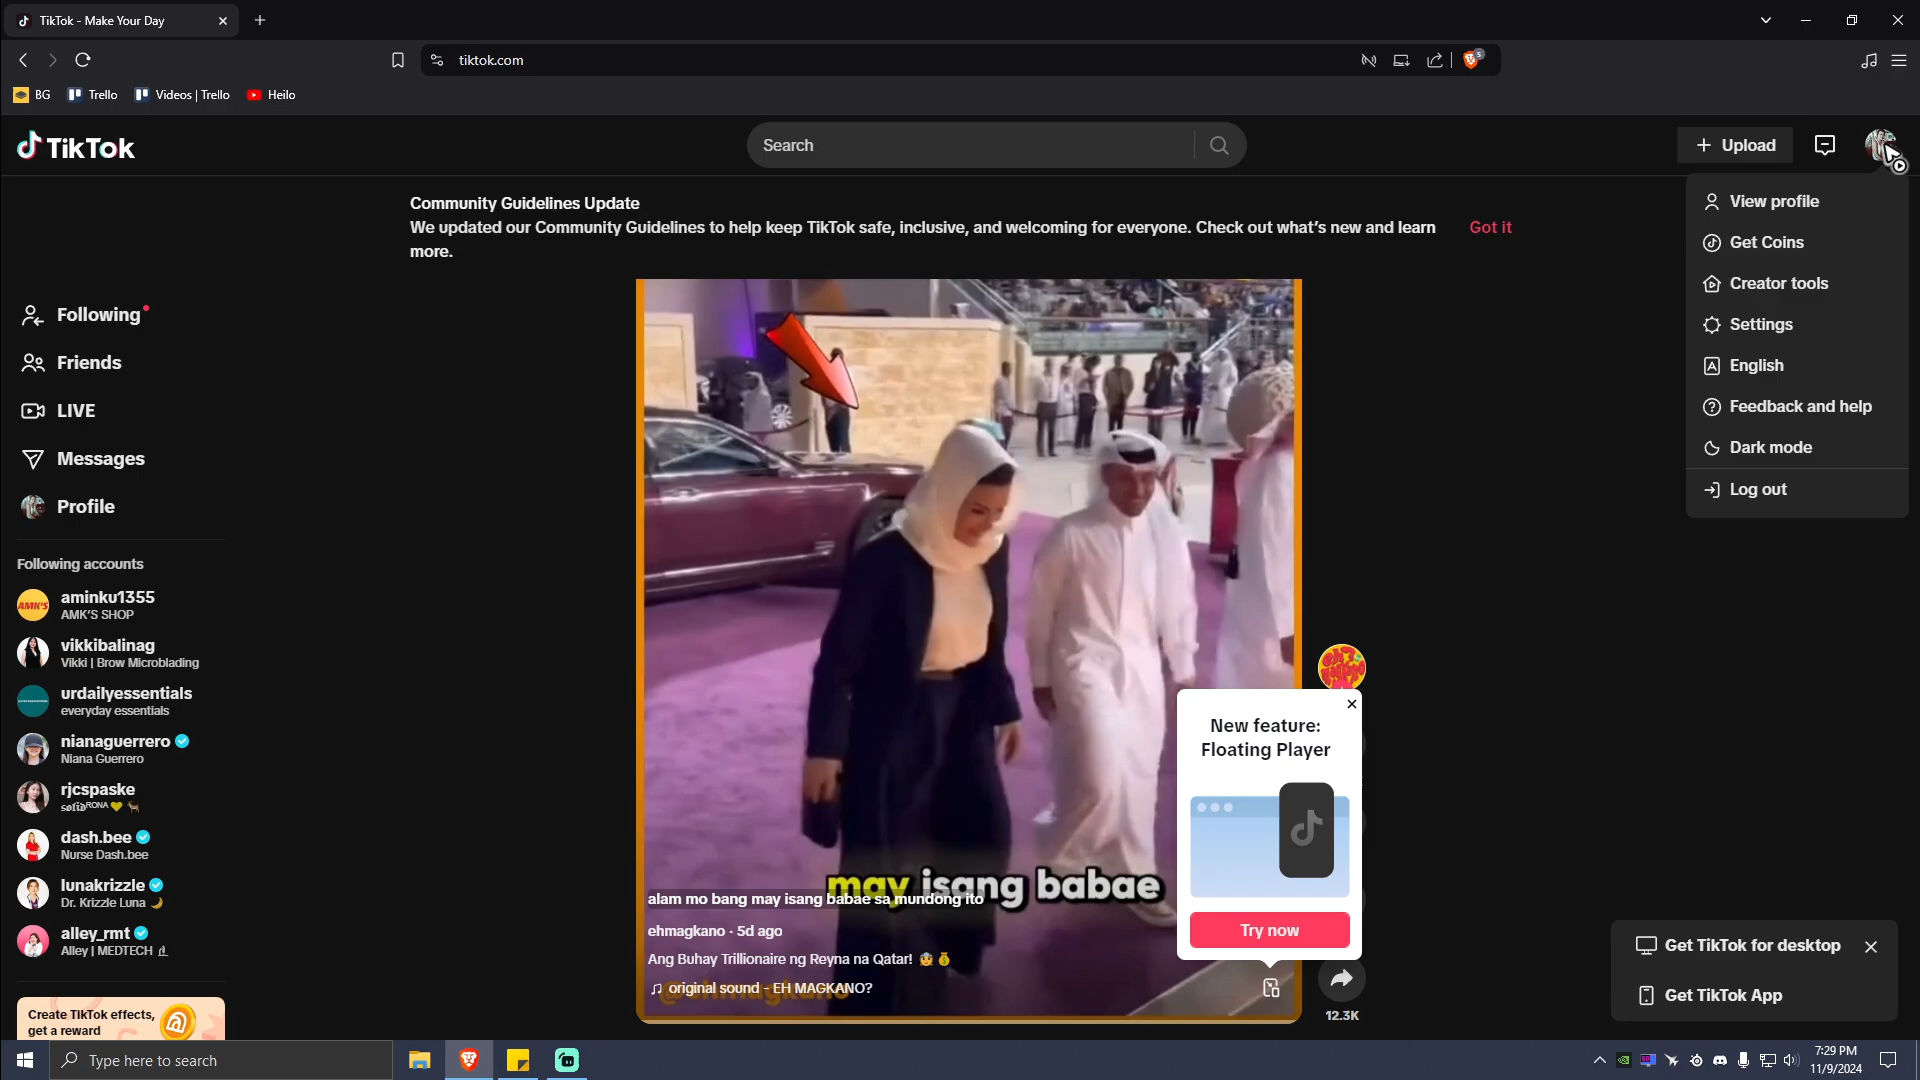 TikTok - Make Your Day
tiktok.com
5
BG
Trello
Videos | Trello
Heilo
TikTok
Search
Upload
Community Guidelines Update
We updated our Community Guidelines to help keep TikTok safe, inclusive, and welcoming for everyone. Check out what's new and learn
more.
Got it
View profile
Get Coins
Creator tools
Settings
English
Feedback and help
Dark mode
Log out
Following
Friends
LIVE
Messages
Profile
Following accounts
AMK'S
aminku1355
AMK'S SHOP
vikkibalinag
Vikki | Brow Microblading
urdailyessentials
everyday essentials
nianaguerrero
Niana Guerrero
rjcspaske
dash.bee
Nurse Dash.bee
lunakrizzle
Dr. Krizzle Luna 🌙
alley_rmt
Alley | MEDTECH 🔬
Create TikTok effects,
get a reward
may isang babae
alam mo bang may isang babae sa mundong ito
ehmagkano · 5d ago
Ang Buhay Trillionaire ng Reyna na Qatar! 👸💰
♫ original sound - EH MAGKANO?
New feature:
Floating Player
Try now
12.3K
Get TikTok for desktop
Get TikTok App
Type here to search
7:29 PM
11/9/2024